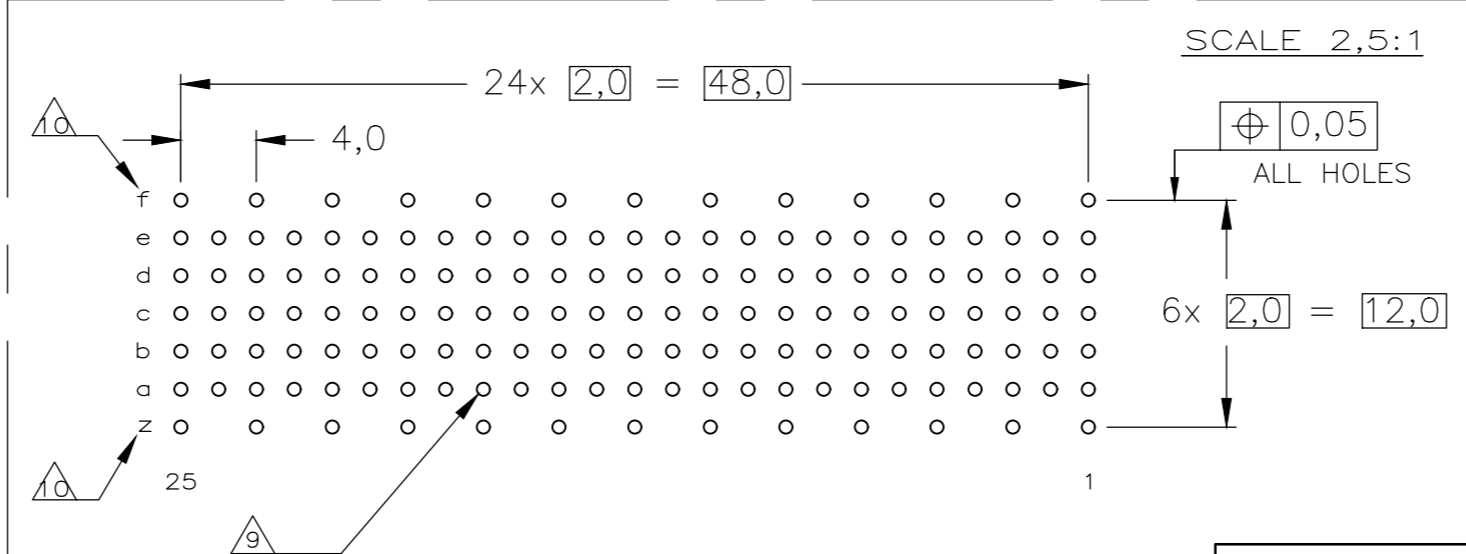 SCALE 2,5:1
24x 2,0 = 48,0
10
4,0
⌖ 0,05
ALL HOLES
f
e
d
c
6x 2,0 = 12,0
b
a
z
10
25
1
9